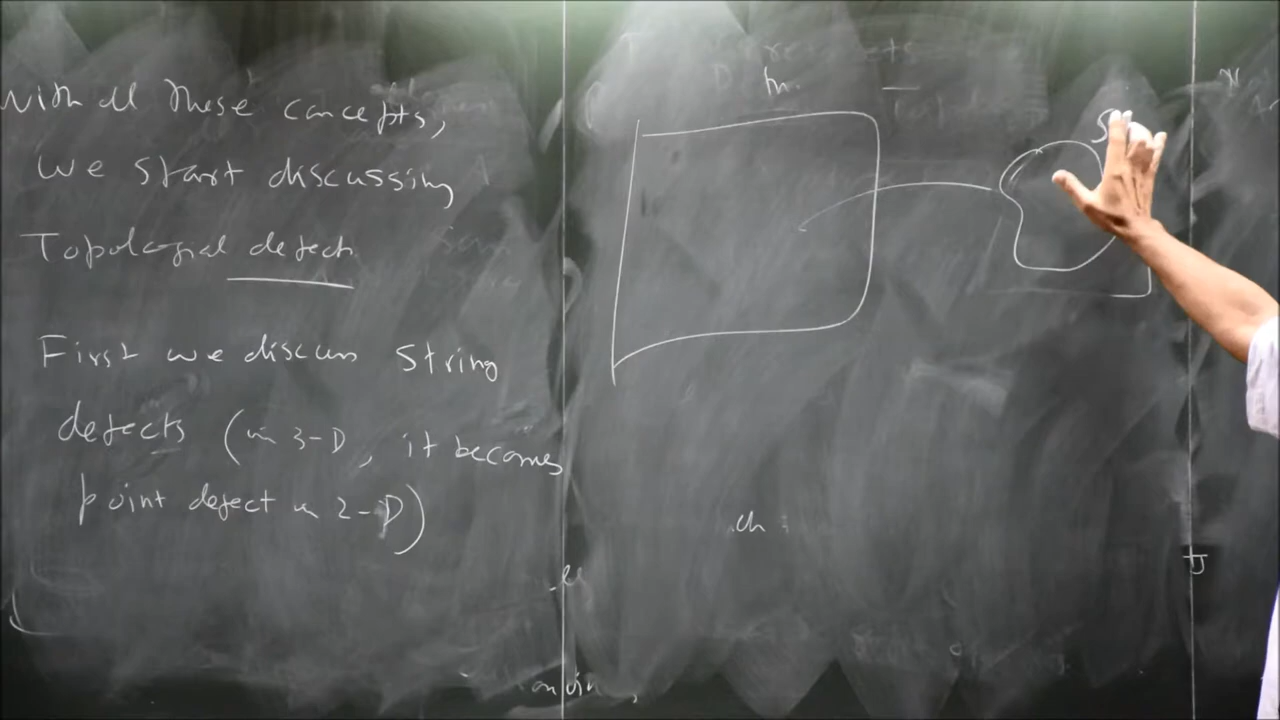 With all these concepts,
we start discussing
Topological defects
First we discuss string
defects (in 3-D, it becomes
point defect in 2-D)
m.
S